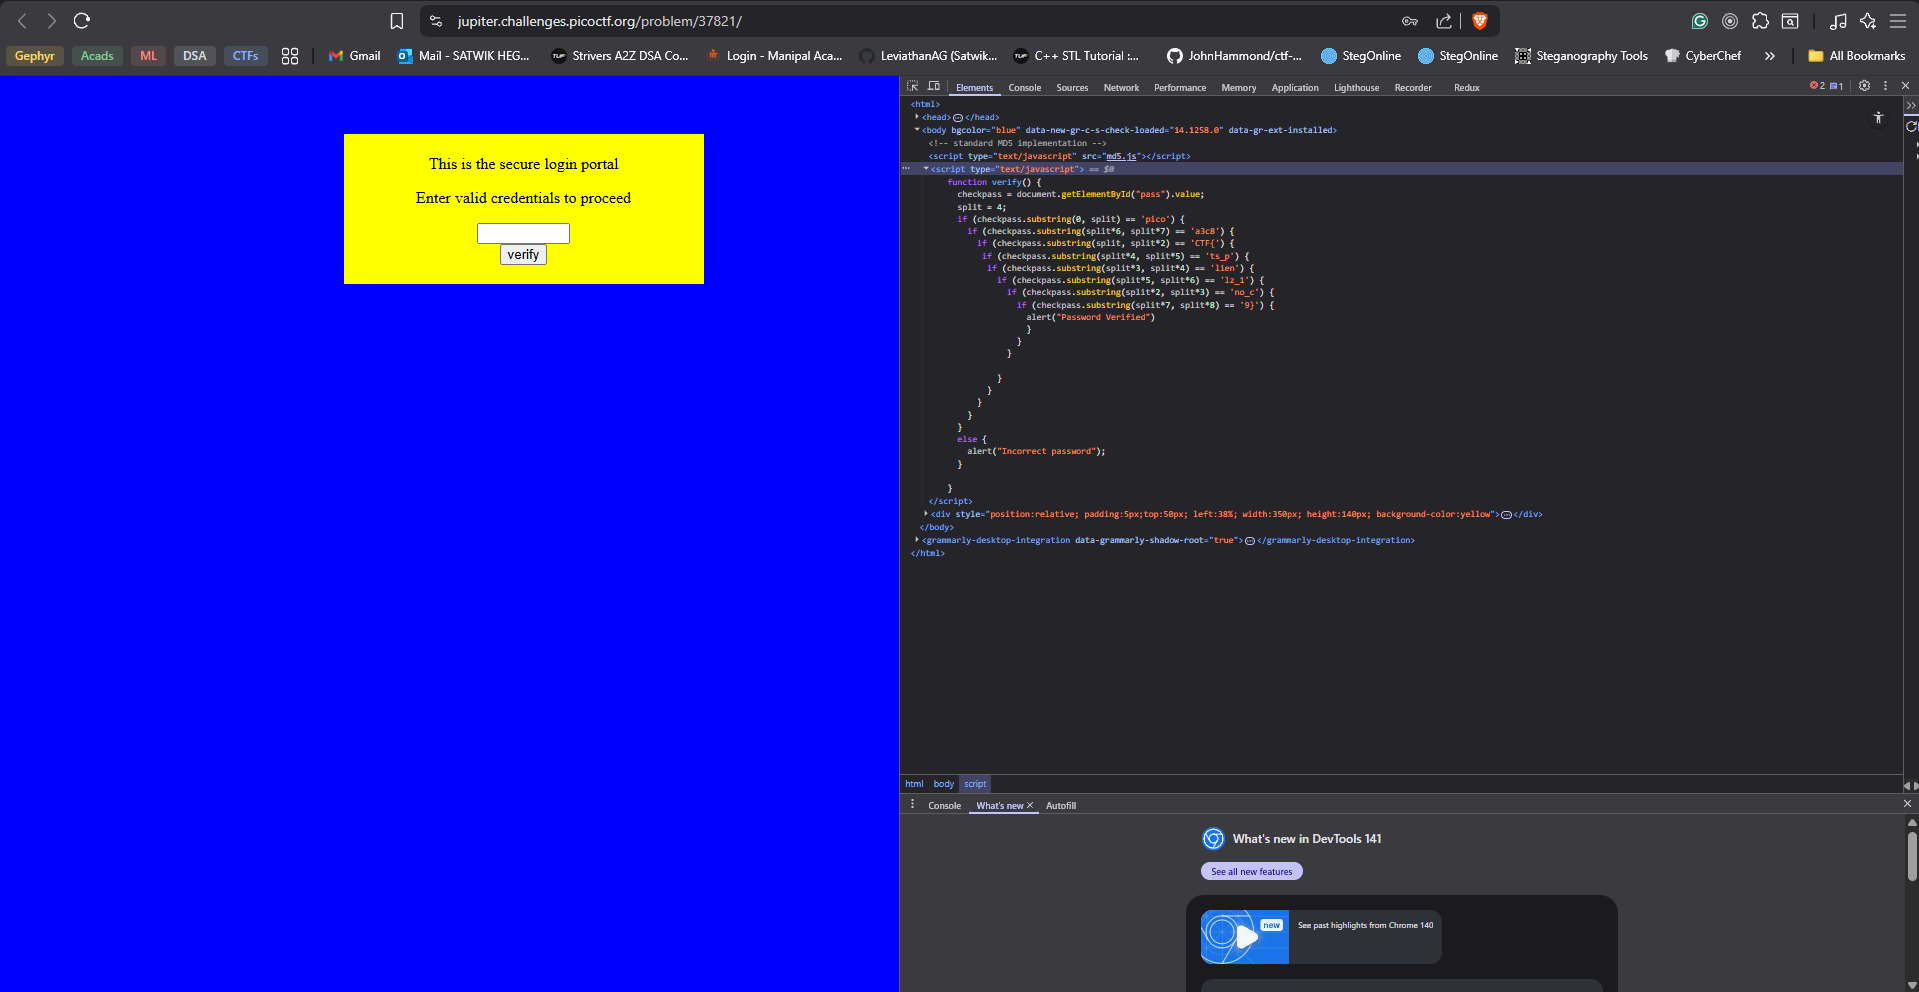 jupiter.challenges.picoctf.org/problem/37821/
Gephyr Acads ML DSA CTFs Gmail Mail - SATWIK HEG... Strivers A2Z DSA Co... Login - Manipal Aca... LeviathanAG (Satwik... C++ STL Tutorial :... JohnHammond/ctf-... StegOnline StegOnline Steganography Tools CyberChef » All Bookmarks
This is the secure login portal
Enter valid credentials to proceed
verify
Elements Console Sources Network Performance Memory Application Lighthouse Recorder Redux 2 1
<html>
<head>…</head>
<body bgcolor="blue" data-new-gr-c-s-check-loaded="14.1258.0" data-gr-ext-installed>
<!-- standard MD5 implementation -->
<script type="text/javascript" src="md5.js"></script>
<script type="text/javascript"> == $0
function verify() {
checkpass = document.getElementById("pass").value;
split = 4;
if (checkpass.substring(0, split) == 'pico') {
if (checkpass.substring(split*6, split*7) == 'a3c8') {
if (checkpass.substring(split, split*2) == 'CTF{') {
if (checkpass.substring(split*4, split*5) == 'ts_p') {
if (checkpass.substring(split*3, split*4) == 'lien') {
if (checkpass.substring(split*5, split*6) == 'lz_1') {
if (checkpass.substring(split*2, split*3) == 'no_c') {
if (checkpass.substring(split*7, split*8) == '9}') {
alert("Password Verified")
}
}
}
}
}
}
}
}
else {
alert("Incorrect password");
}
}
</script>
<div style="position:relative; padding:5px;top:50px; left:38%; width:350px; height:140px; background-color:yellow">…</div>
</body>
<grammarly-desktop-integration data-grammarly-shadow-root="true">…</grammarly-desktop-integration>
</html>
html body script
Console What's new Autofill
What's new in DevTools 141
See all new features
new
See past highlights from Chrome 140